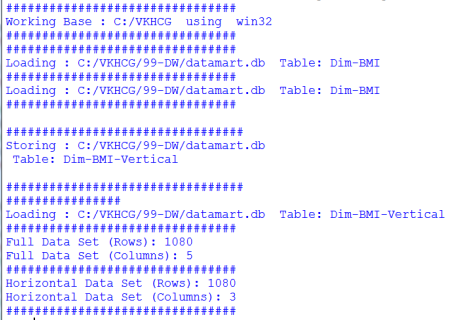 ################################
Working Base : C:/VKHCG  using  win32
################################
################################
Loading : C:/VKHCG/99-DW/datamart.db  Table: Dim-BMI
################################
Loading : C:/VKHCG/99-DW/datamart.db  Table: Dim-BMI
################################
#################################
Storing : C:/VKHCG/99-DW/datamart.db
 Table: Dim-BMI-Vertical
#################################
################
Loading : C:/VKHCG/99-DW/datamart.db  Table: Dim-BMI-Vertical
################################
Full Data Set (Rows): 1080
Full Data Set (Columns): 5
################################
Horizontal Data Set (Rows): 1080
Horizontal Data Set (Columns): 3
################################